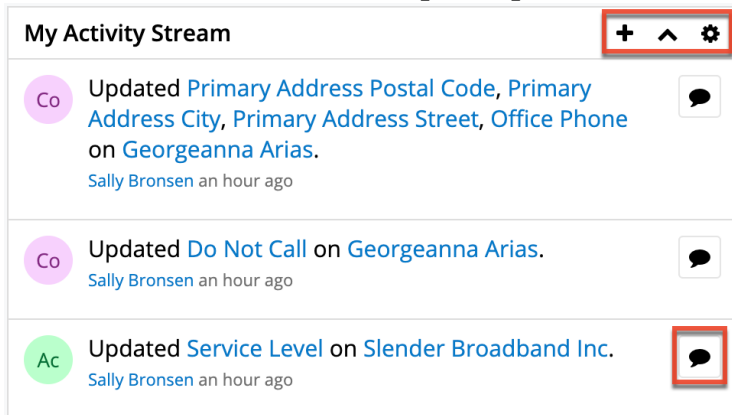 My Activity Stream
Co
Updated Primary Address Postal Code, Primary
Address City, Primary Address Street, Office Phone
on Georgeanna Arias.
Sally Bronsen an hour ago
Co
Updated Do Not Call on Georgeanna Arias.
Sally Bronsen an hour ago
Ac
Updated Service Level on Slender Broadband Inc.
Sally Bronsen an hour ago